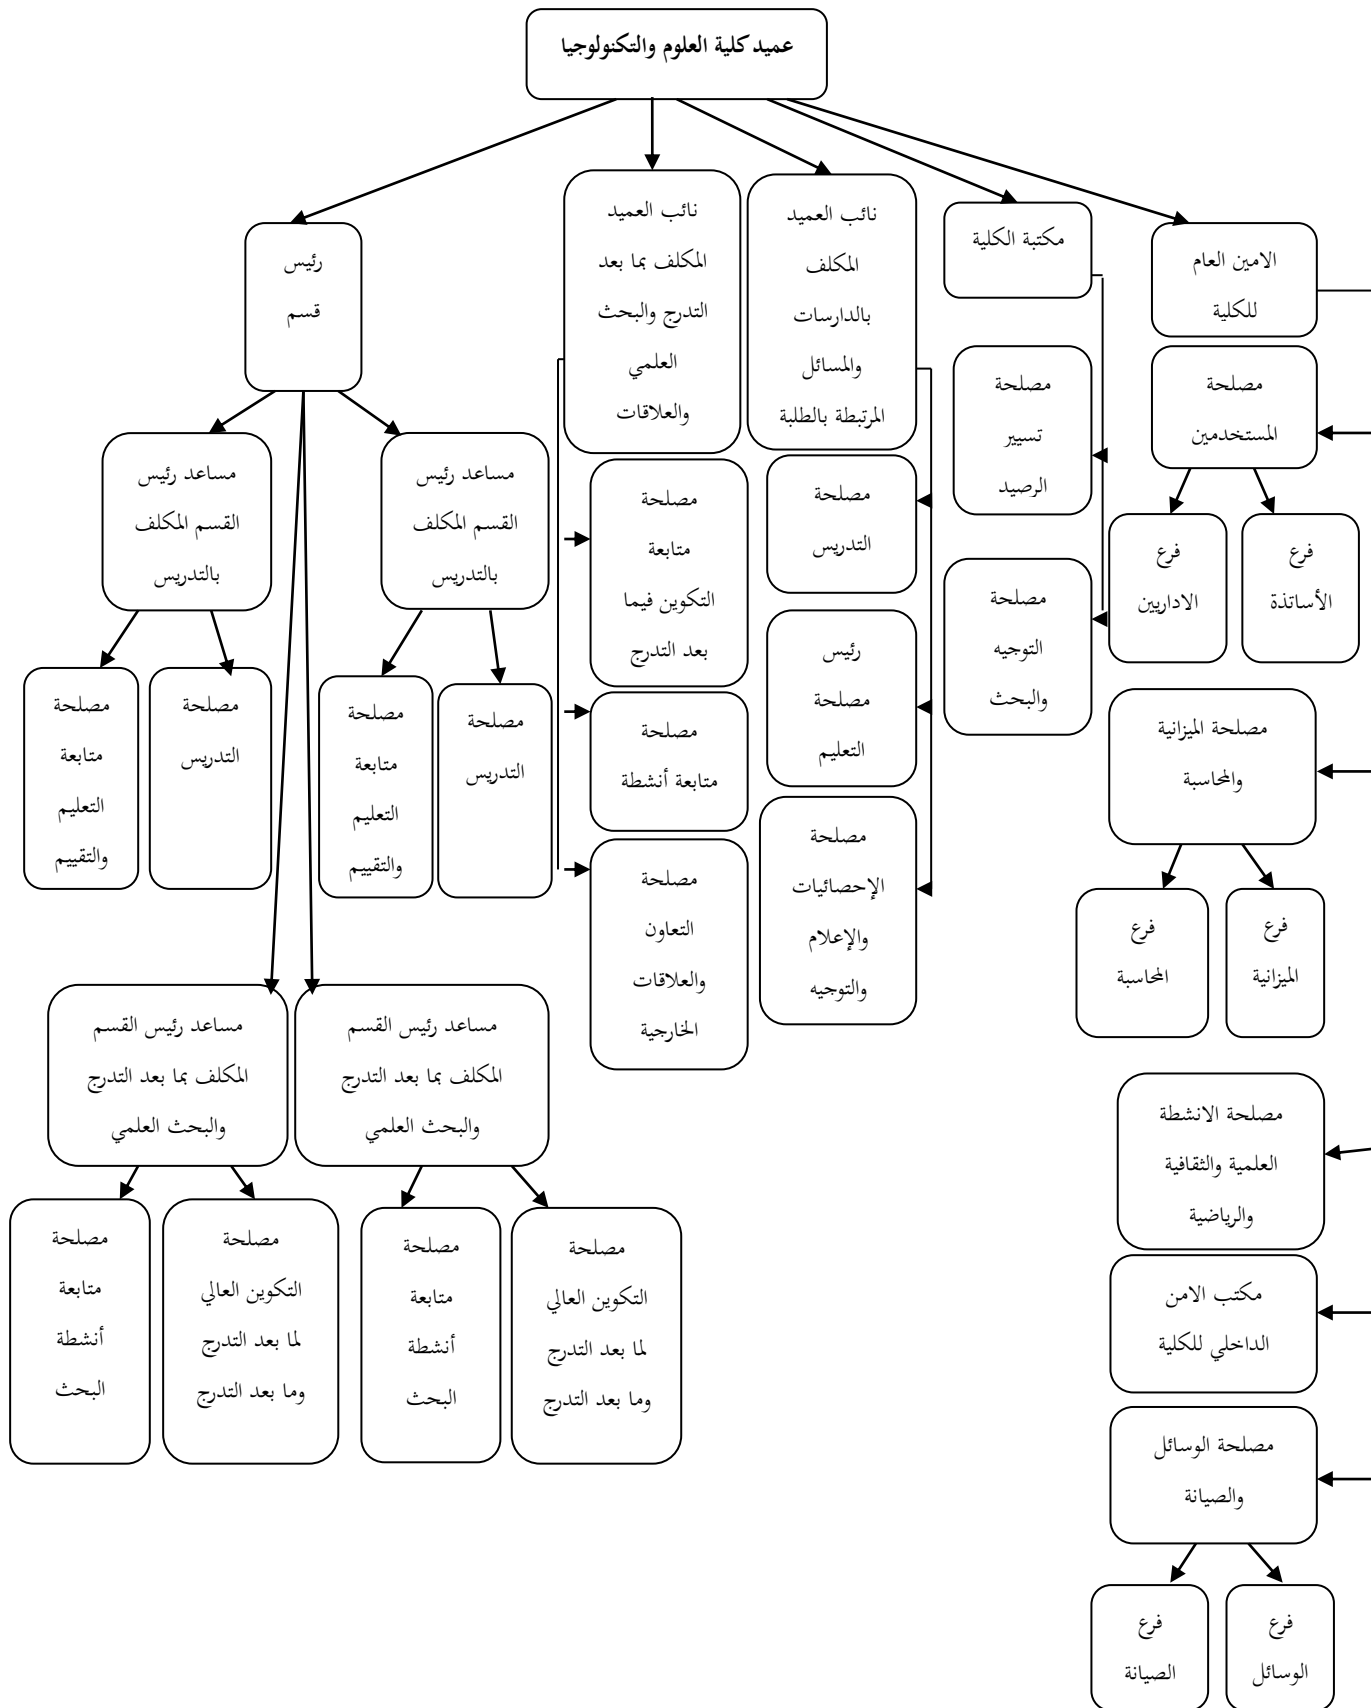 عميد كلية العلوم والتكنولوجيا
الامين العام
للكلية
مكتبة الكلية
نائب العميد
المكلف
بالدارسات
والمسائل
المرتبطة بالطلبة
نائب العميد
المكلف بما بعد
التدرج والبحث
العلمي
والعلاقات
رئيس
قسم
مصلحة
المستخدمين
فرع
الأساتذة
فرع
الاداريين
مصلحة الميزانية
والمحاسبة
فرع
الميزانية
فرع
المحاسبة
مصلحة الانشطة
العلمية والثقافية
والرياضية
مكتب الامن
الداخلي للكلية
مصلحة الوسائل
والصيانة
فرع
الوسائل
فرع
الصيانة
مصلحة
تسيير
الرصيد
مصلحة
التوجيه
والبحث
مصلحة
التدريس
رئيس
مصلحة
التعليم
مصلحة
الإحصائيات
والإعلام
والتوجيه
مصلحة
متابعة
التكوين فيما
بعد التدرج
مصلحة
متابعة أنشطة
مصلحة
التعاون
والعلاقات
الخارجية
مساعد رئيس
القسم المكلف
بالتدريس
مصلحة
التدريس
مصلحة
متابعة
التعليم
والتقييم
مساعد رئيس
القسم المكلف
بالتدريس
مصلحة
التدريس
مصلحة
متابعة
التعليم
والتقييم
مساعد رئيس القسم
المكلف بما بعد التدرج
والبحث العلمي
مصلحة
التكوين العالي
لما بعد التدرج
وما بعد التدرج
مصلحة
متابعة
أنشطة
البحث
مساعد رئيس القسم
المكلف بما بعد التدرج
والبحث العلمي
مصلحة
التكوين العالي
لما بعد التدرج
وما بعد التدرج
مصلحة
متابعة
أنشطة
البحث